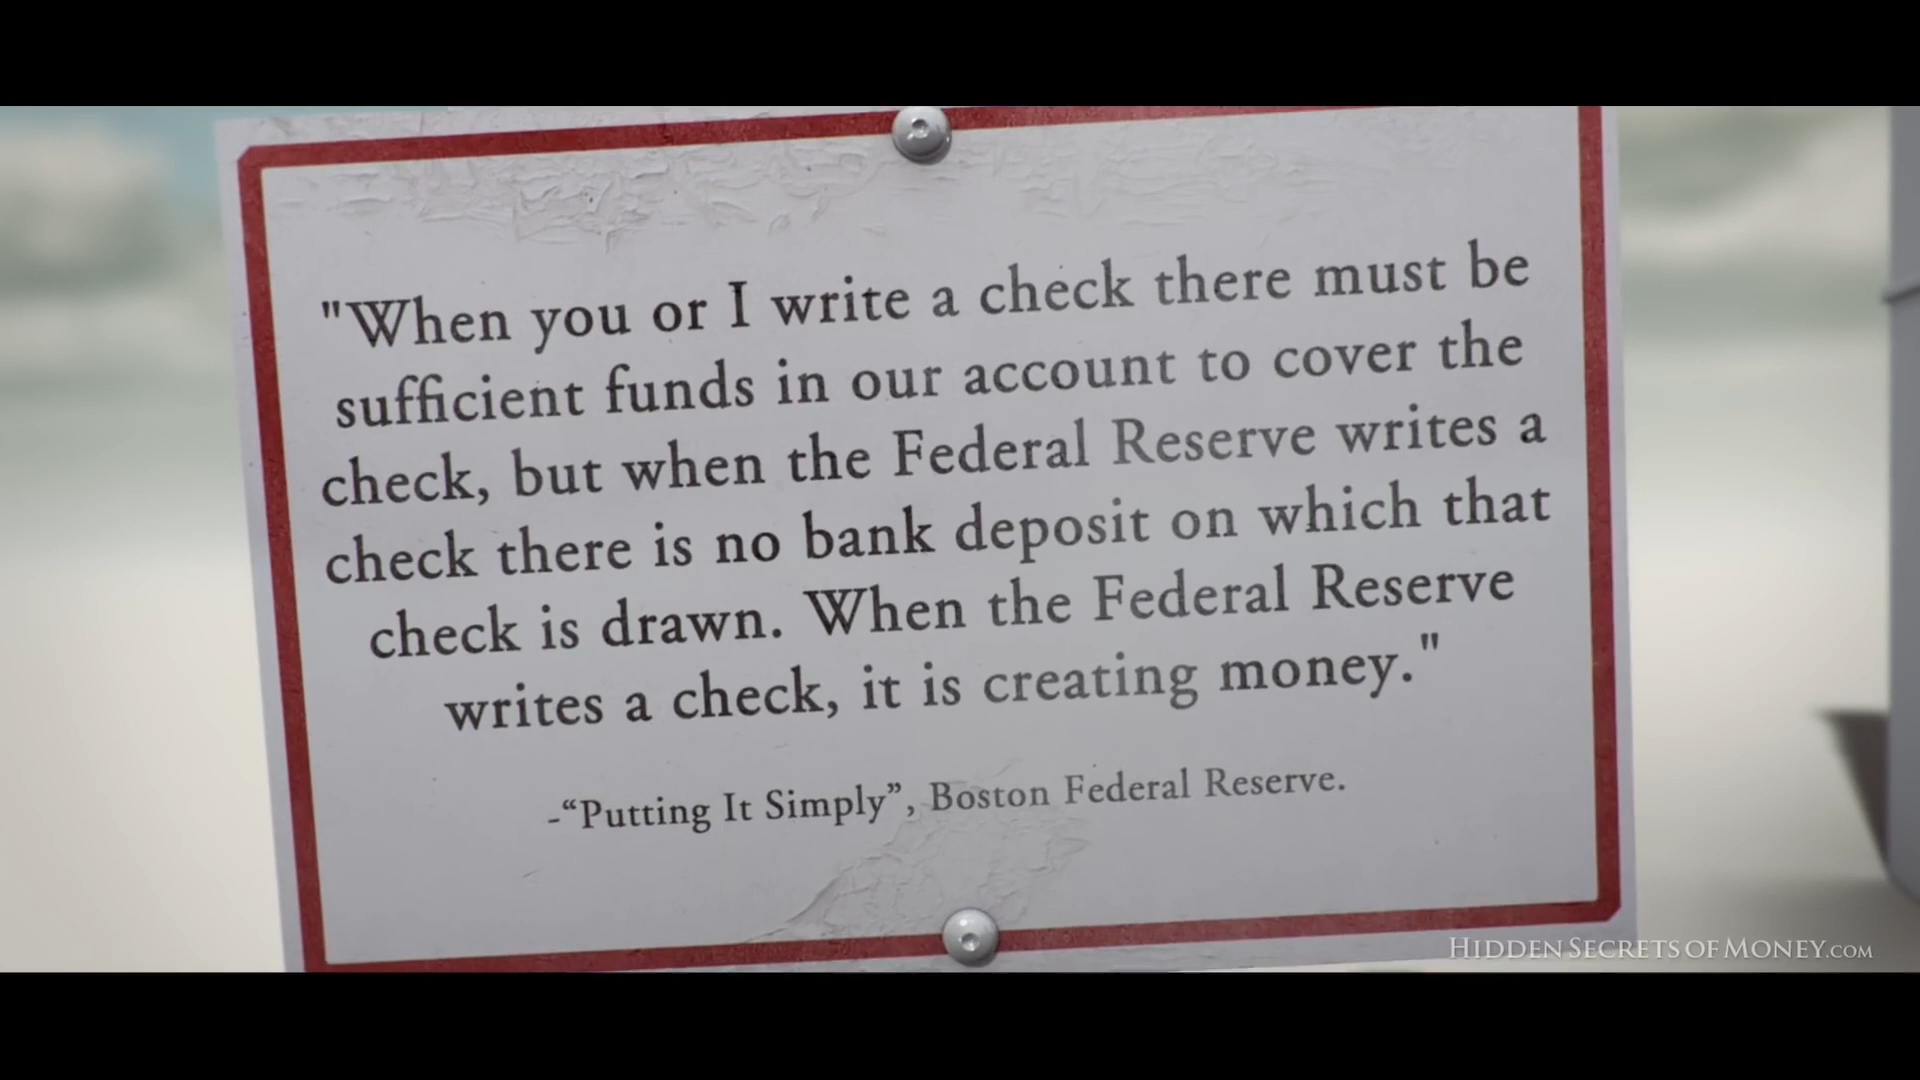 "When you or I write a check there must be
sufficient funds in our account to cover the
check, but when the Federal Reserve writes a
check there is no bank deposit on which that
check is drawn. When the Federal Reserve
writes a check, it is creating money."
-“Putting It Simply”, Boston Federal Reserve.
HIDDEN SECRETS OF MONEY.COM